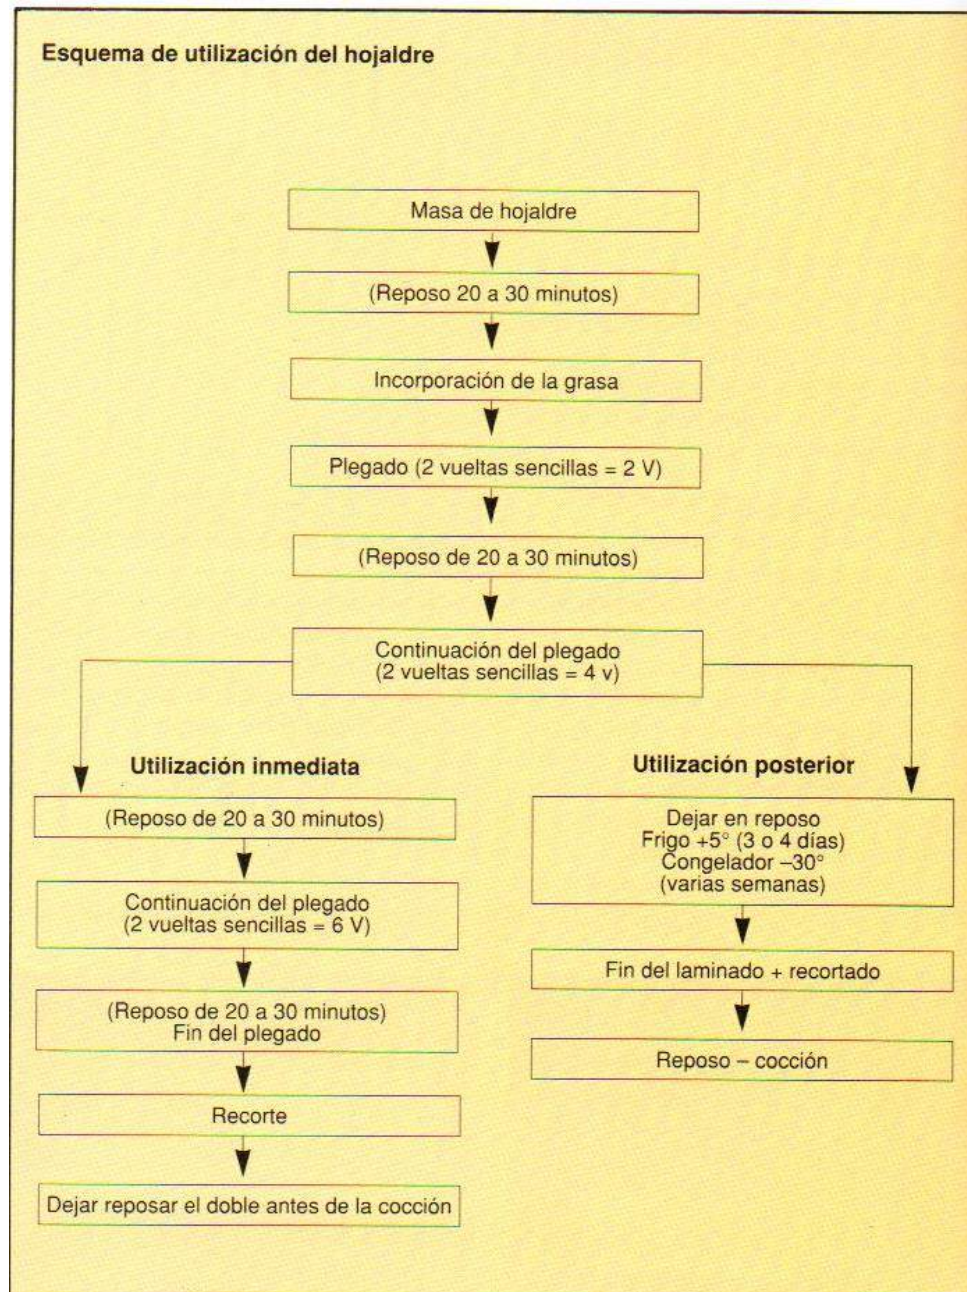 Esquema de utilización del hojaldre
Masa de hojaldre
(Reposo 20 a 30 minutos)
Incorporación de la grasa
Plegado (2 vueltas sencillas = 2 V)
(Reposo de 20 a 30 minutos)
Continuación del plegado
(2 vueltas sencillas = 4 v)
Utilización inmediata
(Reposo de 20 a 30 minutos)
Continuación del plegado
(2 vueltas sencillas = 6 V)
(Reposo de 20 a 30 minutos)
Fin del plegado
Recorte
Dejar reposar el doble antes de la cocción
Utilización posterior
Dejar en reposo
Frigo +5° (3 o 4 días)
Congelador –30°
(varias semanas)
Fin del laminado + recortado
Reposo – cocción